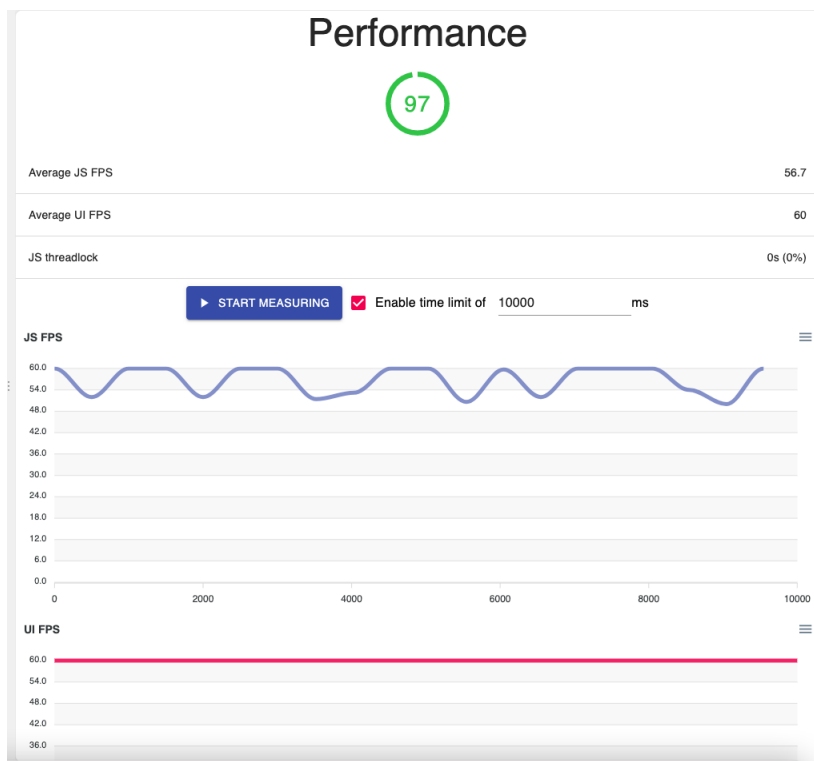 Performance
97
Average JS FPS 56.7
Average UI FPS 60
JS threadlock 0s (0%)
START MEASURING Enable time limit of 10000 ms
JS FPS
60.0
54.0
48.0
42.0
36.0
30.0
24.0
18.0
12.0
6.0
0.0
0 2000 4000 6000 8000 10000
UI FPS
60.0
54.0
48.0
42.0
36.0